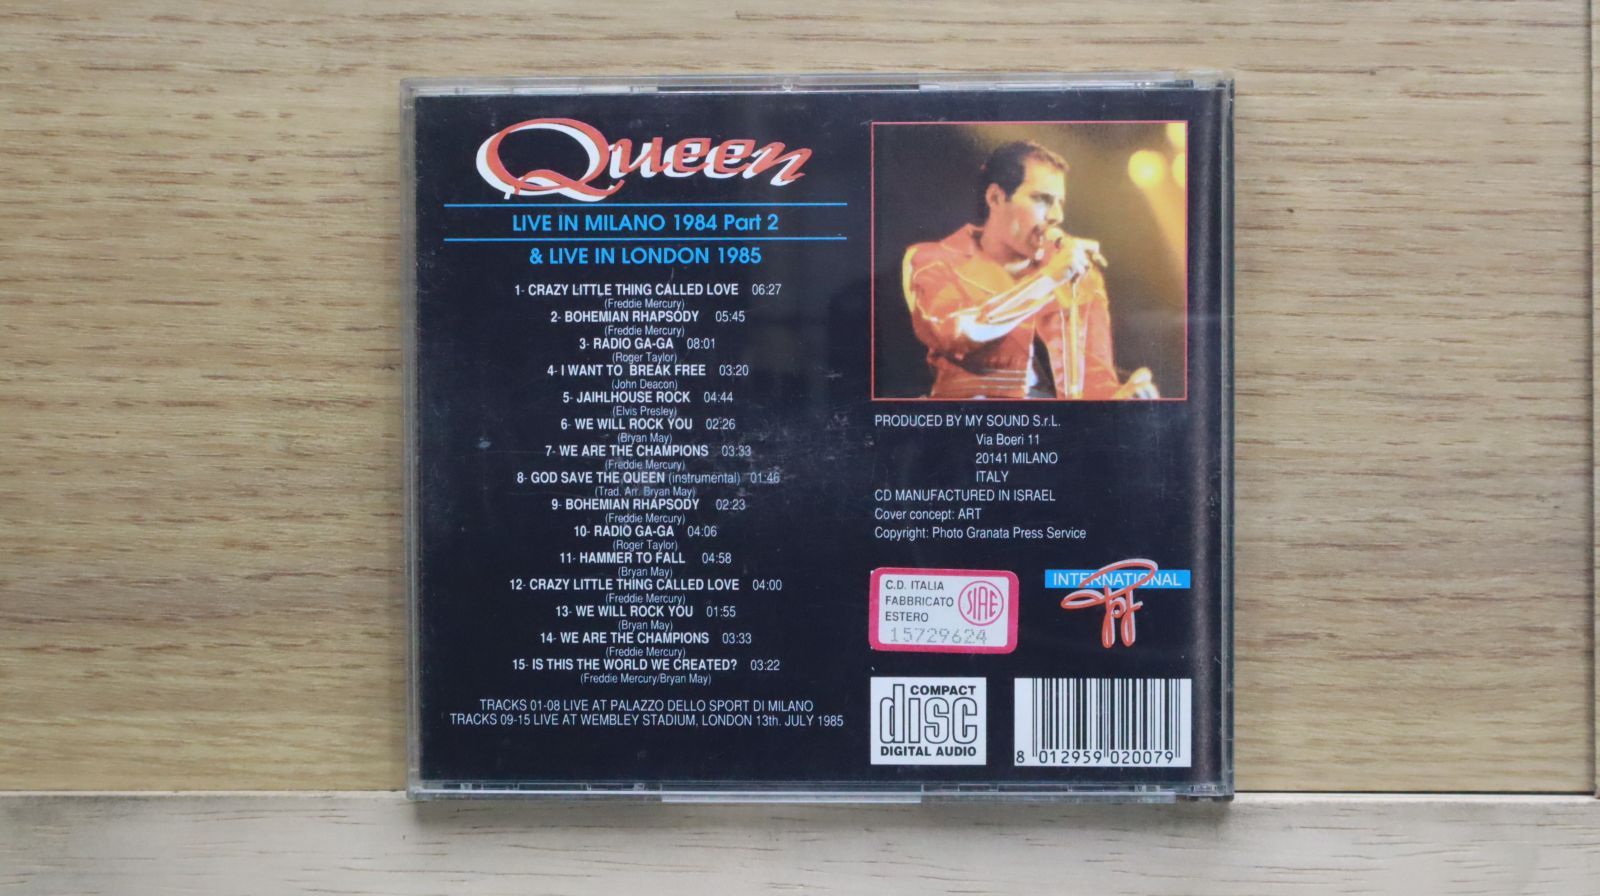 Queen
LIVE IN MILANO 1984 Part 2
& LIVE IN LONDON 1985
1- CRAZY LITTLE THING CALLED LOVE 06:27
(Freddie Mercury)
2- BOHEMIAN RHAPSODY 05:45
(Freddie Mercury)
3- RADIO GA-GA 08:01
(Roger Taylor)
4- I WANT TO BREAK FREE 03:20
(John Deacon)
5- JAIHLHOUSE ROCK 04:44
(Elvis Presley)
6- WE WILL ROCK YOU 02:26
(Bryan May)
7- WE ARE THE CHAMPIONS 03:33
(Freddie Mercury)
8- GOD SAVE THE QUEEN (instrumental) 01:46
(Trad. Arr. Bryan May)
9- BOHEMIAN RHAPSODY 02:23
(Freddie Mercury)
10- RADIO GA-GA 04:06
(Roger Taylor)
11- HAMMER TO FALL 04:58
(Bryan May)
12- CRAZY LITTLE THING CALLED LOVE 04:00
(Freddie Mercury)
13- WE WILL ROCK YOU 01:55
(Bryan May)
14- WE ARE THE CHAMPIONS 03:33
(Freddie Mercury)
15- IS THIS THE WORLD WE CREATED? 03:22
(Freddie Mercury/Bryan May)
TRACKS 01-08 LIVE AT PALAZZO DELLO SPORT DI MILANO
TRACKS 09-15 LIVE AT WEMBLEY STADIUM, LONDON 13th. JULY 1985
PRODUCED BY MY SOUND S.r.L.
Via Boeri 11
20141 MILANO
ITALY
CD MANUFACTURED IN ISRAEL
Cover concept: ART
Copyright: Photo Granata Press Service
C.D. ITALIA
FABBRICATO
ESTERO
SIAE
15729624
INTERNATIONAL
COMPACT
disc
DIGITAL AUDIO
8 012959 020079